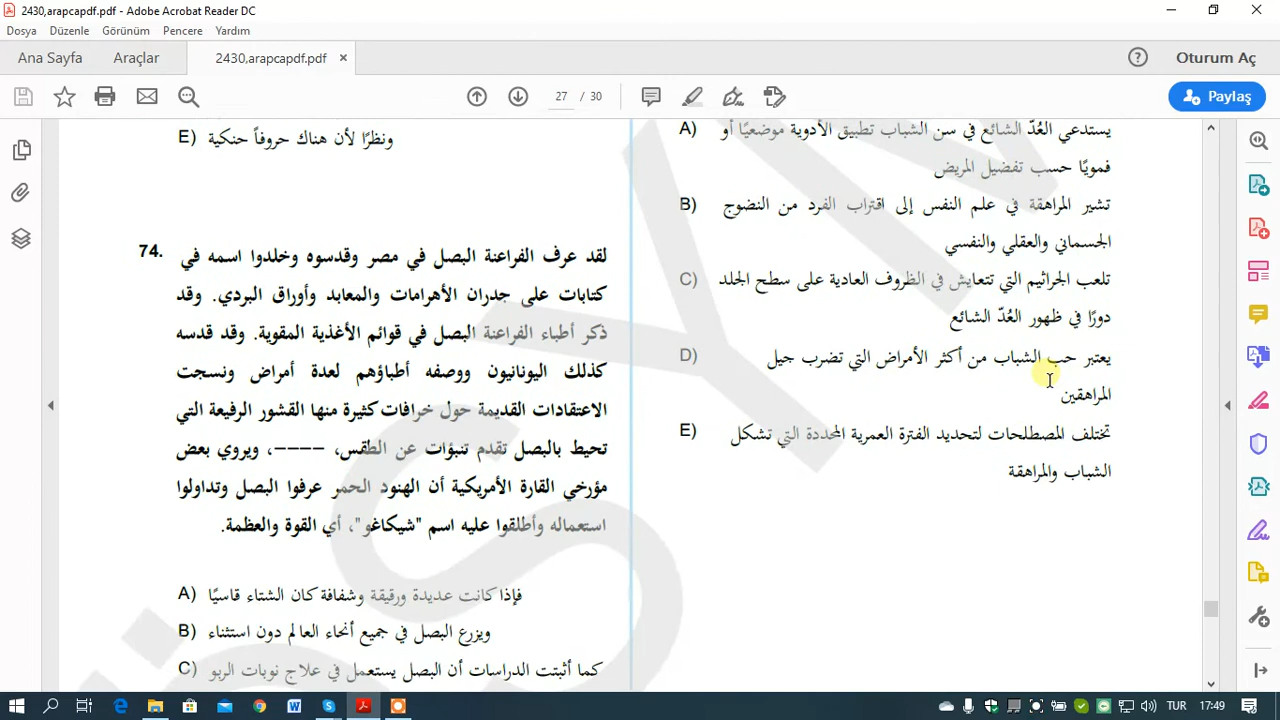 2430,arapcapdf.pdf - Adobe Acrobat Reader DC
Dosya Düzenle Görünüm Pencere Yardım
Ana Sayfa Araçlar 2430,arapcapdf.pdf Oturum Aç
27 / 30 Paylaş
E) ونظرًا لأن هناك حروفاً حنكية
74. لقد عرف الفراعنة البصل في مصر وقدسوه وخلدوا اسمه في
كتابات على جدران الأهرامات والمعابد وأوراق البردي. وقد
ذكر أطباء الفراعنة البصل في قوائم الأغذية المقوية. وقد قدسه
كذلك اليونانيون ووصفه أطباؤهم لعدة أمراض ونسجت
الاعتقادات القديمة حول خرافات كثيرة منها القشور الرفيعة التي
تحيط بالبصل تقدم تنبؤات عن الطقس، ----، ويروي بعض
مؤرخي القارة الأمريكية أن الهنود الحمر عرفوا البصل وتداولوا
استعماله وأطلقوا عليه اسم "شيكاغو"، أي القوة والعظمة.
A) فإذا كانت عديدة ورقيقة وشفافة كان الشتاء قاسيًا
B) ويزرع البصل في جميع أنحاء العالم دون استثناء
C) كما أثبتت الدراسات أن البصل يستعمل في علاج نوبات الربو
A) يستدعي العُدّ الشائع في سن الشباب تطبيق الأدوية موضعيًا أو
فمويًا حسب تفضيل المريض
B) تشير المراهقة في علم النفس إلى اقتراب الفرد من النضوج
الجسماني والعقلي والنفسي
C) تلعب الجراثيم التي تتعايش في الظروف العادية على سطح الجلد
دورًا في ظهور العُدّ الشائع
D) يعتبر حب الشباب من أكثر الأمراض التي تضرب جيل
المراهقين
E) تختلف المصطلحات لتحديد الفترة العمرية المحددة التي تشكل
الشباب والمراهقة
TUR 17:49